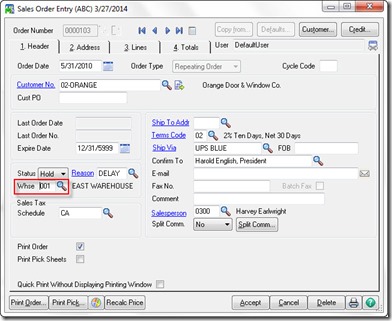 Sales Order Entry (ABC) 3/27/2014
Order Number 0000103 Copy from... Defaults... Customer... Credit...
1. Header 2. Address 3. Lines 4. Totals User DefaultUser
Order Date 5/31/2010 Order Type Repeating Order Cycle Code
Customer No. 02-ORANGE Orange Door & Window Co.
Cust PO
Last Order Date Ship To Addr
Last Order No. Terms Code 02 2% Ten Days, Net 30 Days
Expire Date 12/31/5999 Ship Via UPS BLUE FOB
Confirm To Harold English, President
Status Hold Reason DELAY E-mail
Whse 001 EAST WAREHOUSE Fax No. Batch Fax
Sales Tax Comment
Schedule CA Salesperson 0300 Harvey Earlwright
Split Comm. No Split Comm...
Print Order
Print Pick Sheets
Quick Print Without Displaying Printing Window
Print Order... Print Pick... Recalc Price Accept Cancel Delete